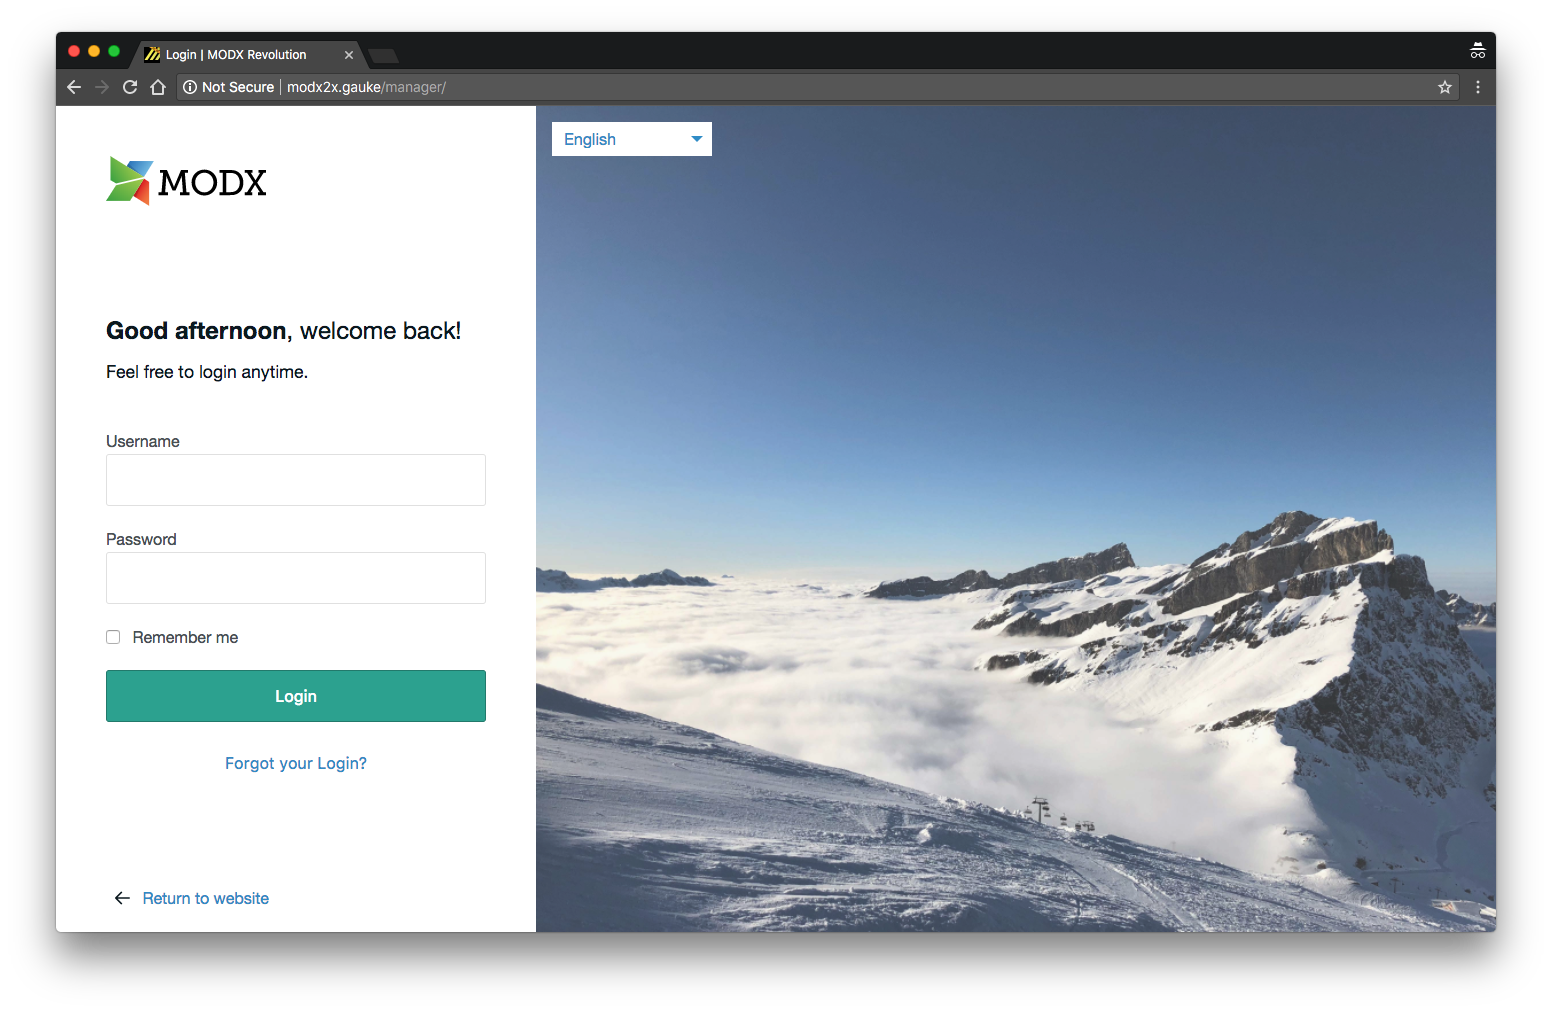 Login | MODX Revolution
Not Secure | modx2x.gauke/manager/
English
MODX
Good afternoon, welcome back!
Feel free to login anytime.
Username
Password
Remember me
Login
Forgot your Login?
Return to website